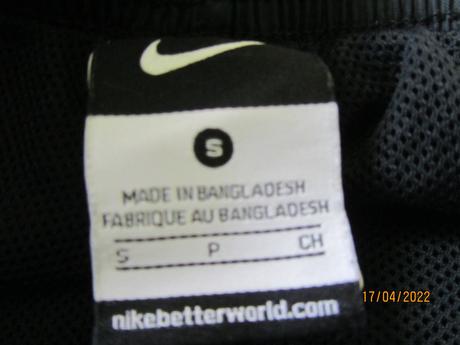 S
MADE IN BANGLADESH
FABRIQUE AU BANGLADESH
S P CH
nikebetterworld.com
17/04/2022